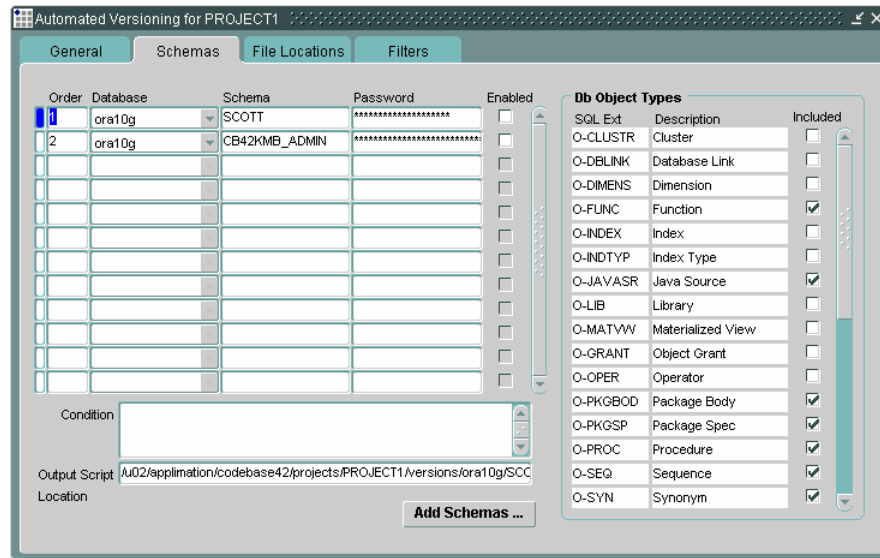 Automated Versioning for PROJECT1
General Schemas File Locations Filters
Order Database Schema Password Enabled
1 ora10g SCOTT ********************
2 ora10g CB42KMB_ADMIN **************************
Condition
Output Script /u02/applimation/codebase42/projects/PROJECT1/versions/ora10g/SCO
Location
Add Schemas ...
Db Object Types
SQL Ext Description Included
O-CLUSTR Cluster
O-DBLINK Database Link
O-DIMENS Dimension
O-FUNC Function
O-INDEX Index
O-INDTYP Index Type
O-JAVASR Java Source
O-LIB Library
O-MATVW Materialized View
O-GRANT Object Grant
O-OPER Operator
O-PKGBOD Package Body
O-PKGSP Package Spec
O-PROC Procedure
O-SEQ Sequence
O-SYN Synonym